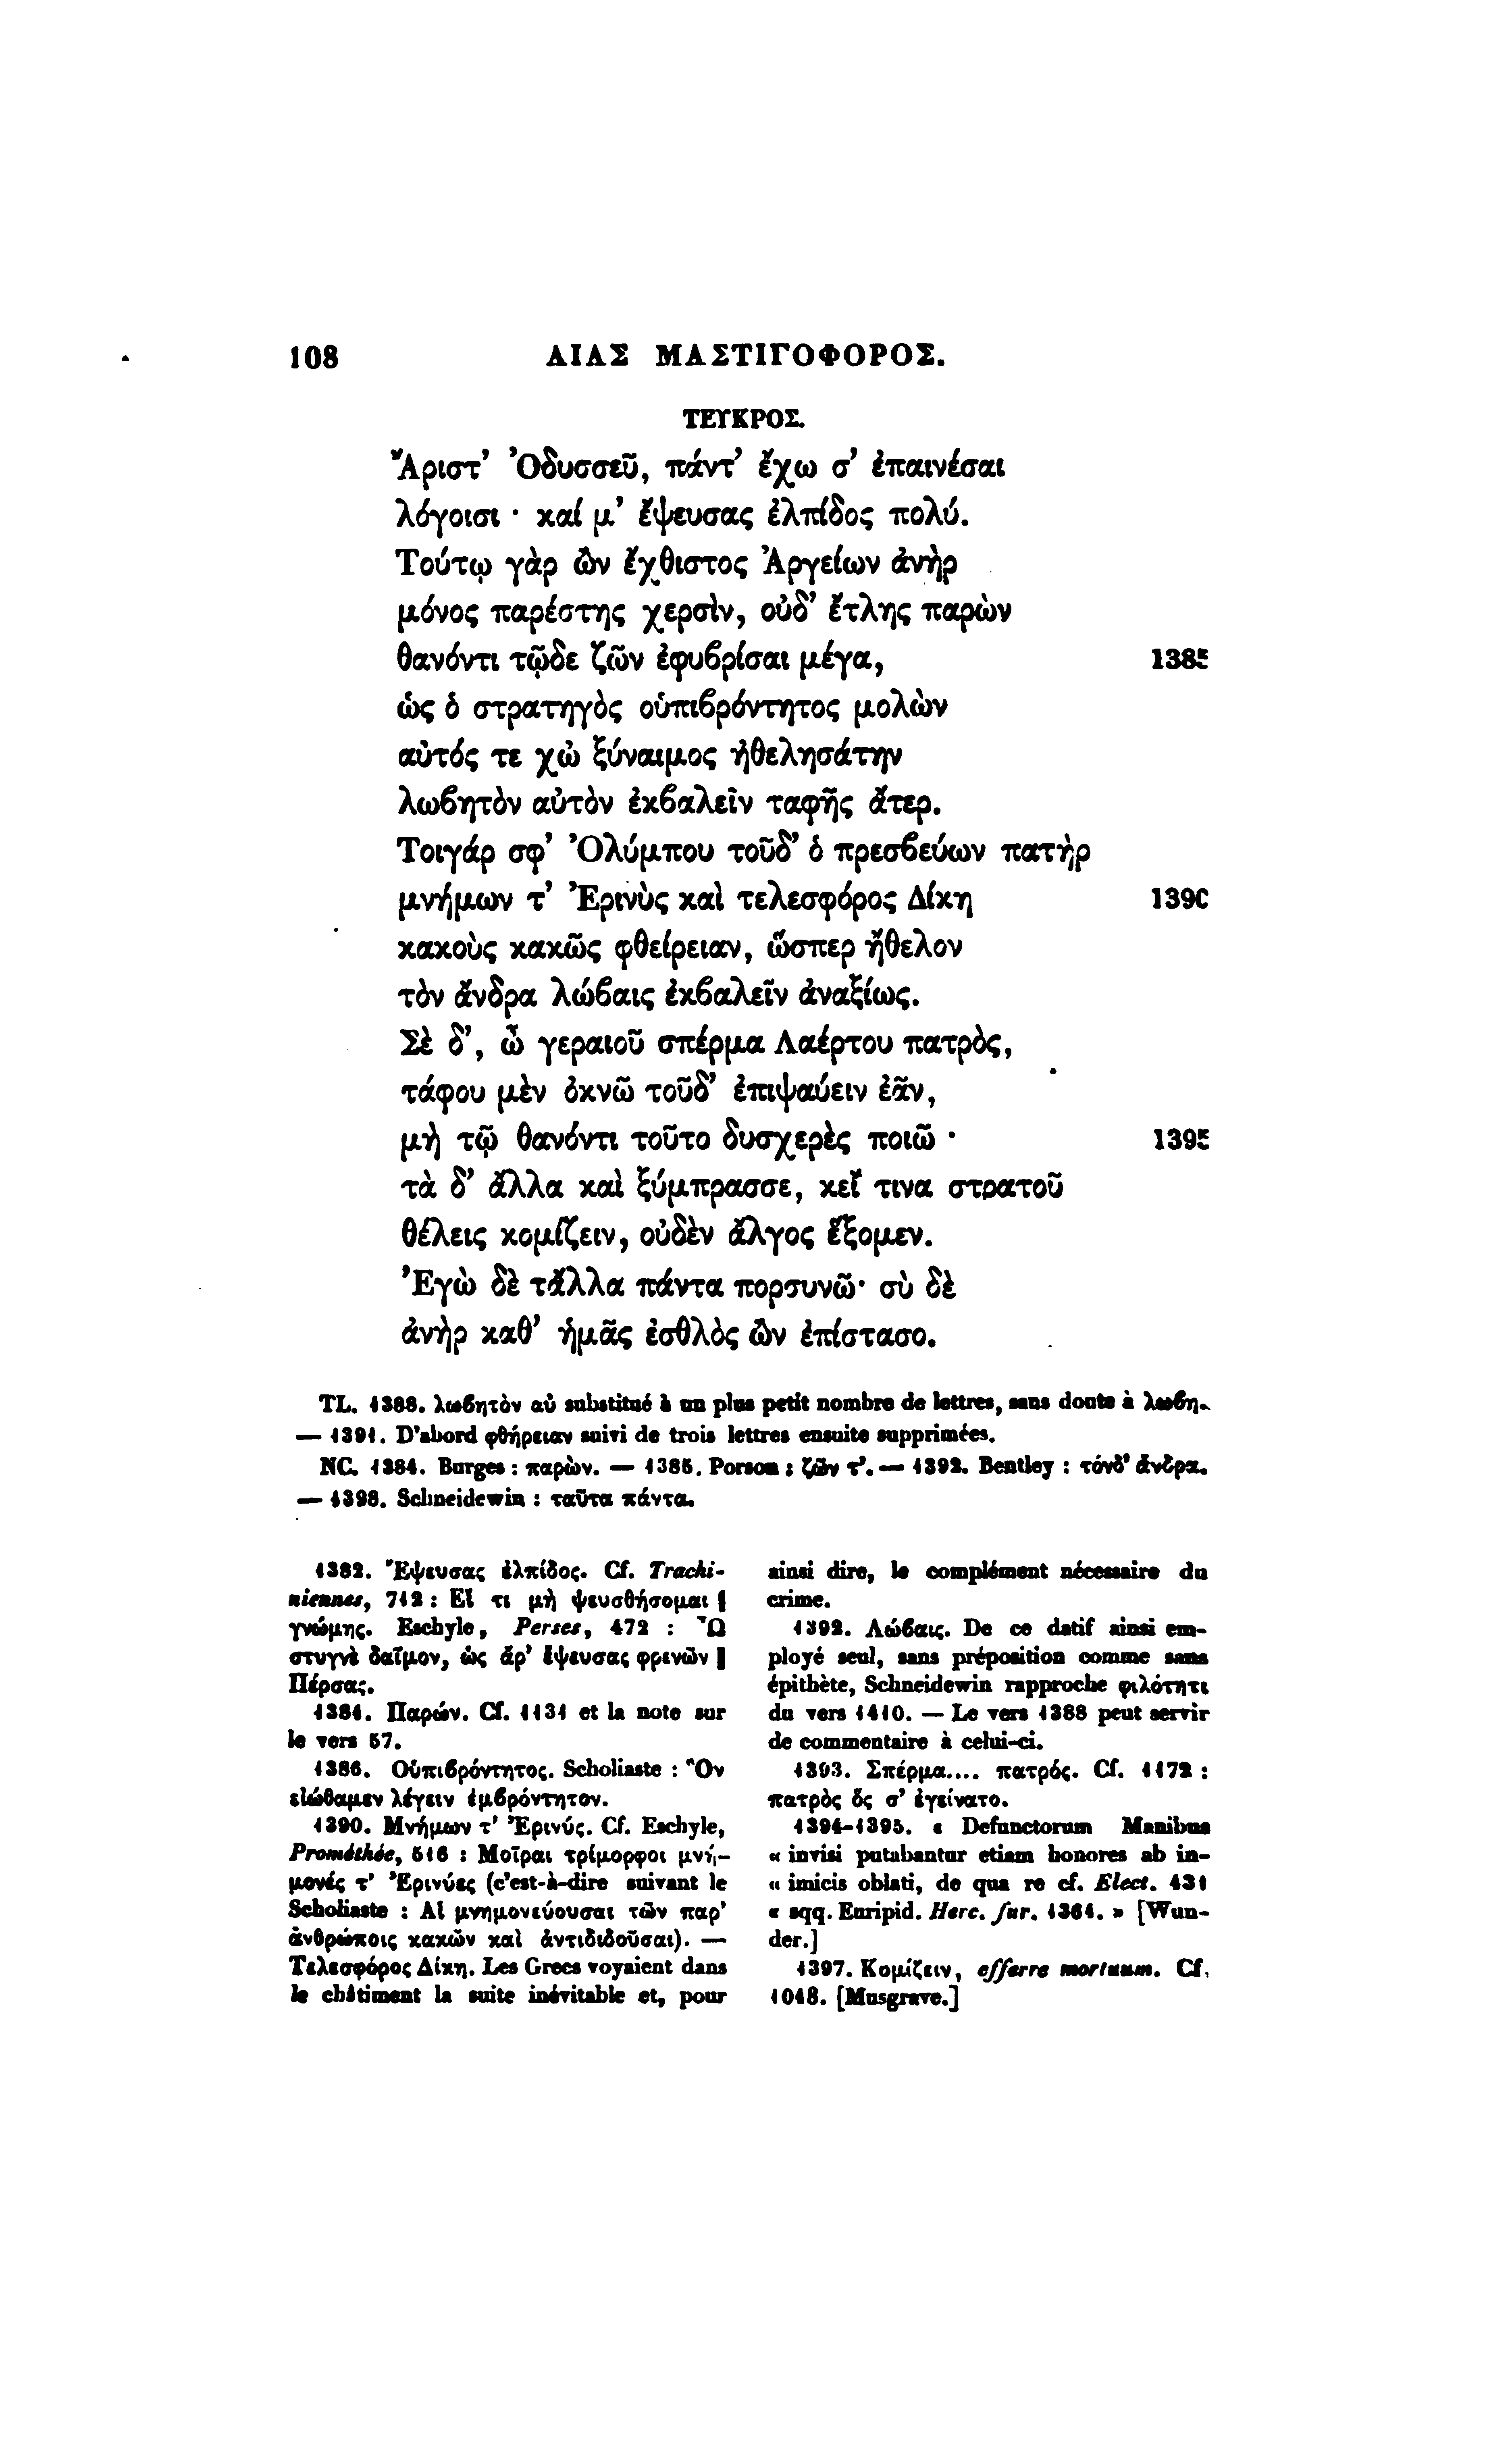 108 ΑΙΑΣ ΜΑΣΤΙΓΟΦΟΡΟΣ.
ΤΕΥΚΡΟΣ.
Ἄριστ’ Ὀδυσσεῦ, πάντ’ ἔχω σ’ ἐπαινέσαι
λόγοισι · καί μ’ ἔψευσας ἐλπίδος πολύ.
Τούτῳ γὰρ ὢν ἔχθιστος Ἀργείων ἀνὴρ
μόνος παρέστης χερσὶν, οὐδ’ ἔτλης παρὼν
θανόντι τῷδε ζῶν ἐφυϐρίσαι μέγα, 1385
ὡς ὁ στρατηγὸς οὑπιϐρόντητος μολὼν
αὐτός τε χὠ ξύναιμος ἠθελησάτην
λωϐητὸν αὐτὸν ἐκϐαλεῖν ταφῆς ἄτερ.
Τοιγάρ σφ’ Ὀλύμπου τοῦδ’ ὁ πρεσϐεύων πατὴρ
μνήμων τ’ Ἐρινὺς καὶ τελεσφόρος Δίκη 1390
κακοὺς κακῶς φθείρειαν, ὥσπερ ἤθελον
τὸν ἄνδρα λώϐαις ἐκϐαλεῖν ἀναξίως.
Σὲ δ’, ὦ γεραιοῦ σπέρμα Λαέρτου πατρὸς,
τάφου μὲν ὀκνῶ τοῦδ’ ἐπιψαύειν ἐᾶν,
μὴ τῷ θανόντι τοῦτο δυσχερὲς ποιῶ · 1395
τὰ δ’ ἄλλα καὶ ξύμπρασσε, κεἴ τινα στρατοῦ
θέλεις κομίζειν, οὐδὲν ἄλγος ἕξομεν.
Ἐγὼ δὲ τἄλλα πάντα πορσυνῶ· σὺ δὲ
ἀνὴρ καθ’ ἡμᾶς ἐσθλὸς ὢν ἐπίστασο.
TL. 1388. λωϐητὸν αὐ substitué à un plus petit nombre de lettres, sans doute à λωϐη.
— 1391. D’abord φθήρειαν suivi de trois lettres ensuite supprimées.
NC. 1384. Burges : παρὼν. — 1385. Porson : ζῶν τ’. — 1392. Bentley : τόνδ’ ἄνδρα.
— 1398. Schneidewin : ταῦτα πάντα.
1382. Ἔψευσας ἐλπίδος. Cf. Trachi-
niennes, 712 : Εἴ τι μὴ ψευσθήσομαι |
γνώμης. Eschyle, Perses, 472 : Ὦ
στυγνὲ δαῖμον, ὡς ἄρ’ ἔψευσας φρενῶν |
Πέρσας.
1384. Παρών. Cf. 1131 et la note sur
le vers 57.
1386. Οὑπιϐρόντητος. Scholiaste : Ὃν
εἰώθαμεν λέγειν ἐμϐρόντητον.
1390. Μνήμων τ’ Ἐρινύς. Cf. Eschyle,
Prométhée, 516 : Μοῖραι τρίμορφοι μνή-
μονές τ’ Ἐρινύες (c’est-à-dire suivant le
Scholiaste : Αἱ μνημονεύουσαι τῶν παρ’
ἀνθρώποις κακῶν καὶ ἀντιδιδοῦσαι). —
Τελεσφόρος Δίκη. Les Grecs voyaient dans
le châtiment la suite inévitable et, pour
ainsi dire, le complément nécessaire du
crime.
1392. Λώϐαις. De ce datif ainsi em-
ployé seul, sans préposition comme sans
épithète, Schneidewin rapproche φιλότητι
du vers 1410. — Le vers 1388 peut servir
de commentaire à celui-ci.
1393. Σπέρμα.... πατρός. Cf. 1172 :
πατρὸς ὃς σ’ ἐγείνατο.
1394-1395. « Defunctorum Manibus
« invisi putabantur etiam honores ab in-
« imicis oblati, de qua re cf. Elect. 431
« sqq. Euripid. Herc. fur. 1361. » [Wun-
der.]
1397. Κομίζειν, efferre mortuum. Cf.
1048. [Musgrave.]